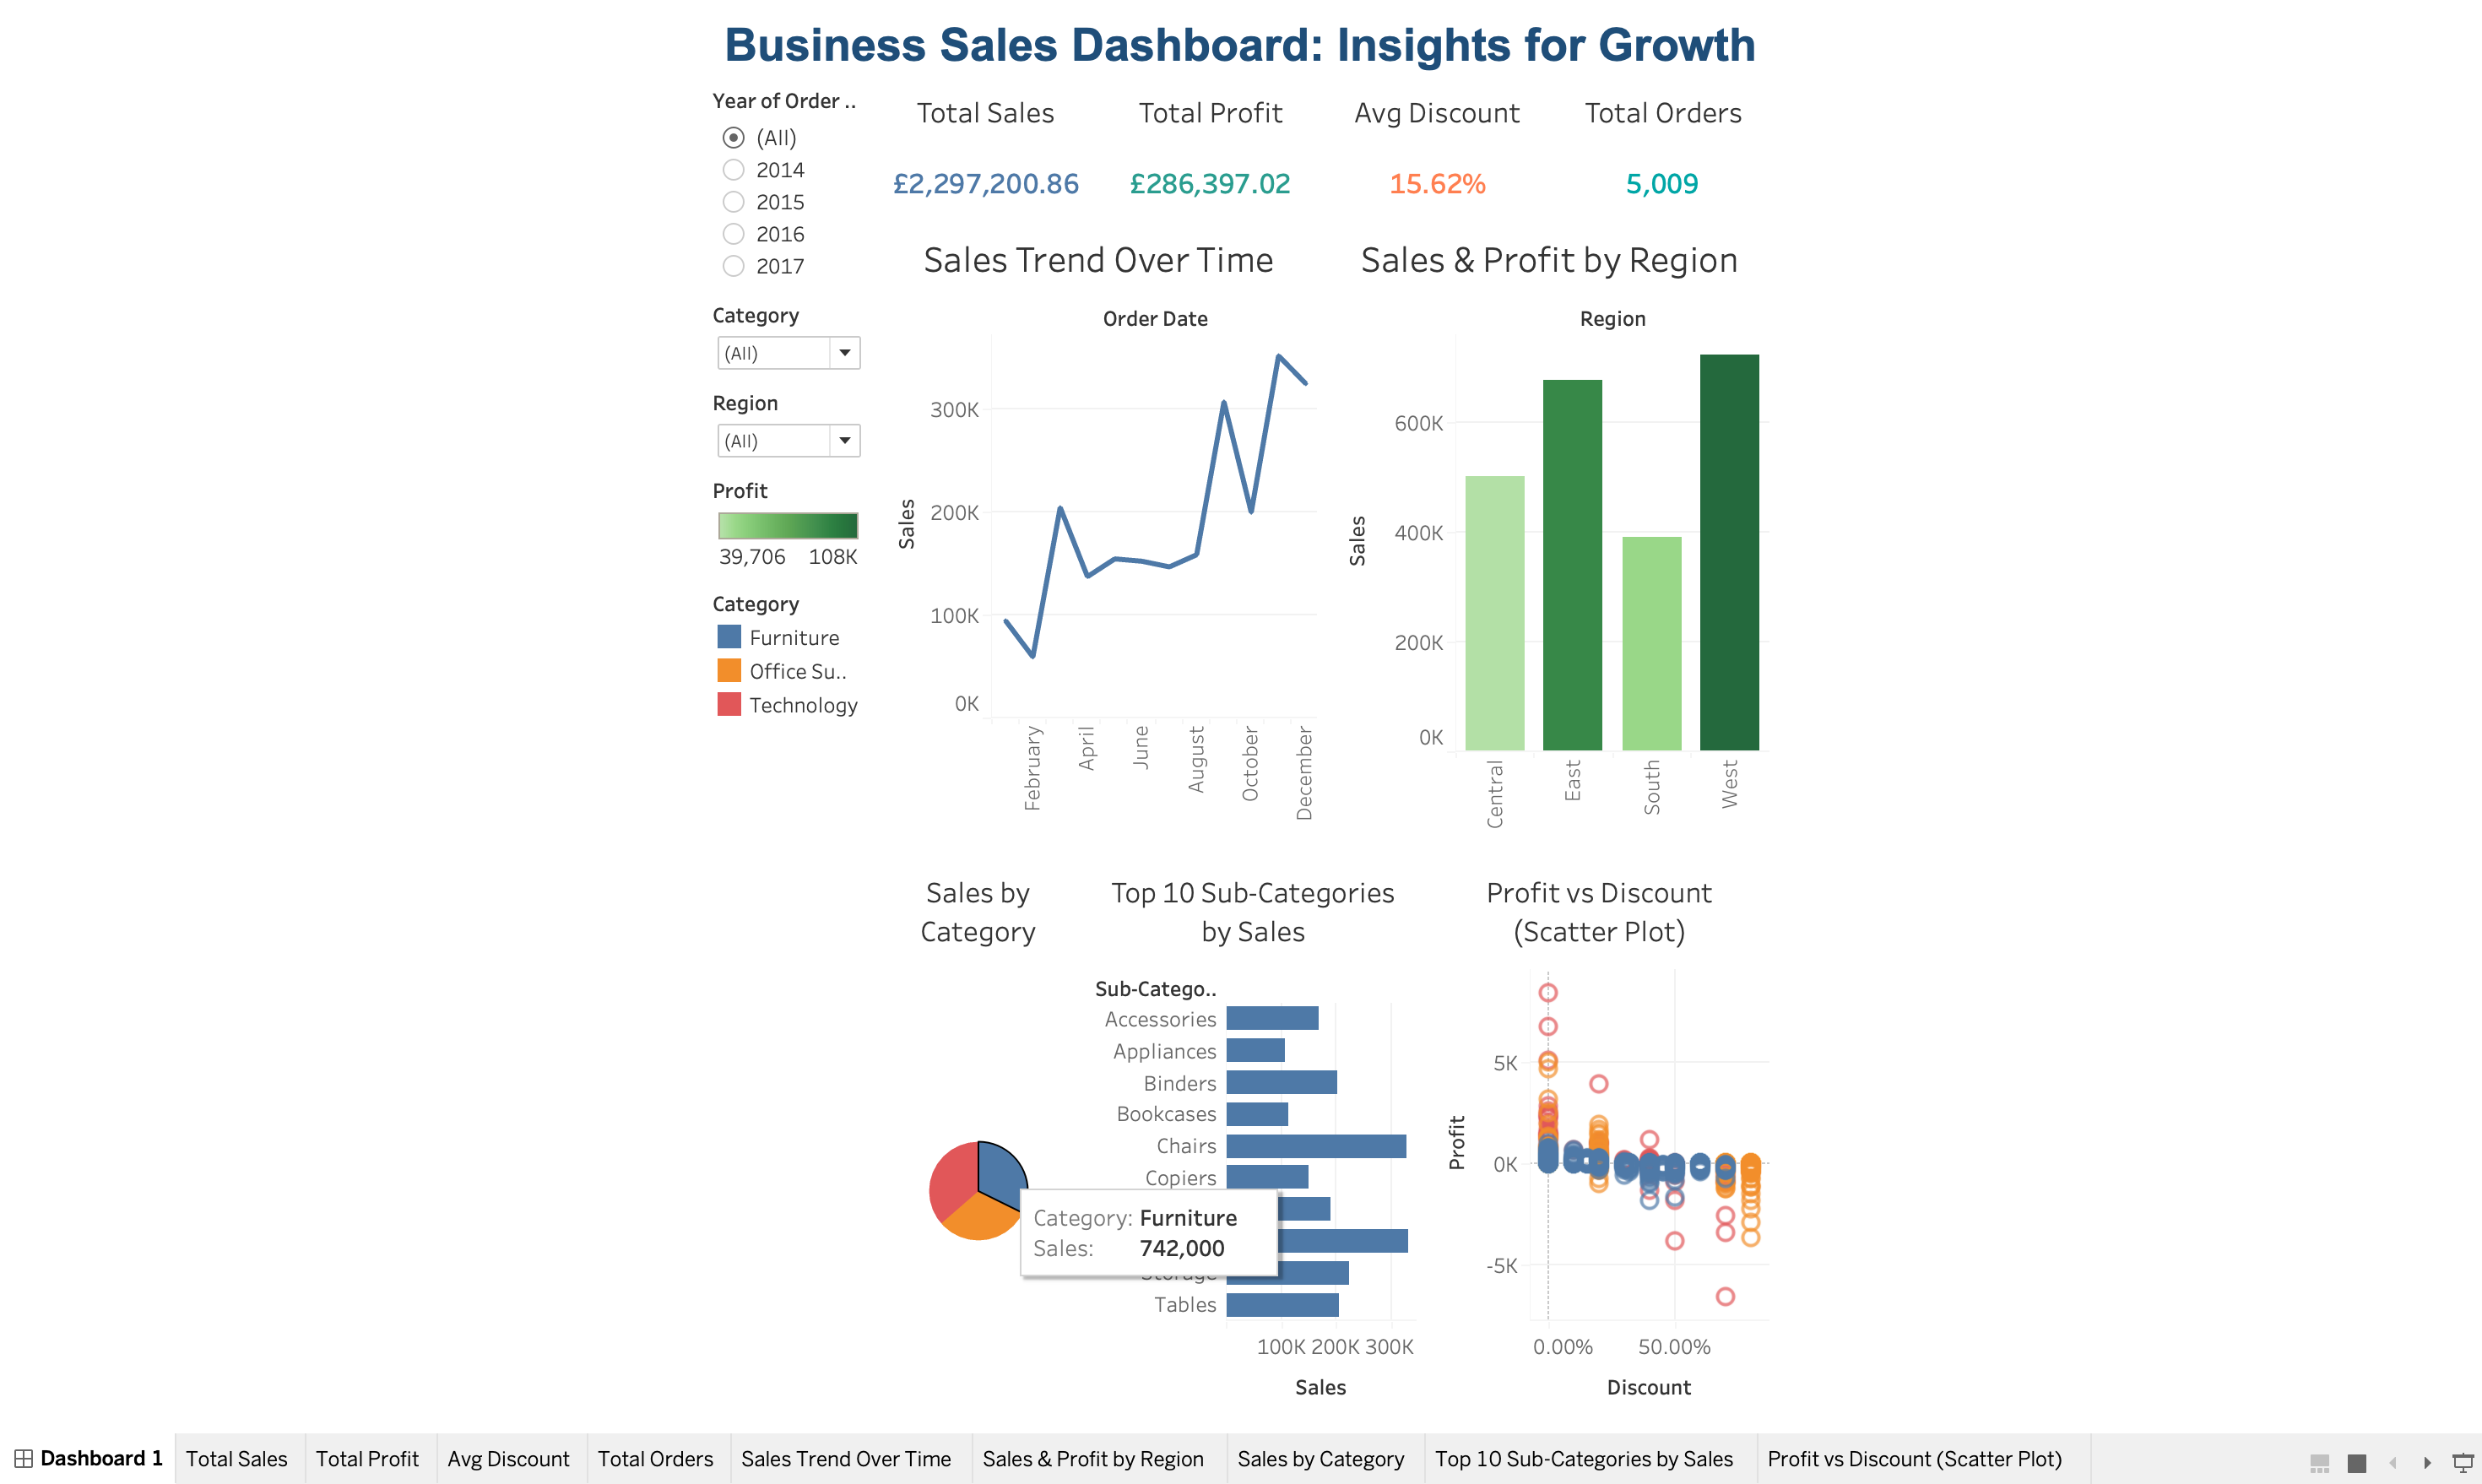 Business Sales Dashboard: Insights for Growth
Year of Order ..
(All)
2014
2015
2016
2017
Category
(All)
Region
(All)
Profit
39,706 108K
Category
Furniture
Office Su..
Technology
Total Sales
£2,297,200.86
Total Profit
£286,397.02
Avg Discount
15.62%
Total Orders
5,009
Sales Trend Over Time
Order Date
Sales
300K
200K
100K
0K
February
April
June
August
October
December
Sales & Profit by Region
Region
Sales
600K
400K
200K
0K
Central
East
South
West
Sales by
Category
Category: Furniture
Sales: 742,000
Top 10 Sub-Categories
by Sales
Sub-Catego..
Accessories
Appliances
Binders
Bookcases
Chairs
Copiers
Storage
Tables
100K 200K 300K
Sales
Profit vs Discount
(Scatter Plot)
Profit
5K
0K
-5K
0.00% 50.00%
Discount
Dashboard 1
Total Sales
Total Profit
Avg Discount
Total Orders
Sales Trend Over Time
Sales & Profit by Region
Sales by Category
Top 10 Sub-Categories by Sales
Profit vs Discount (Scatter Plot)